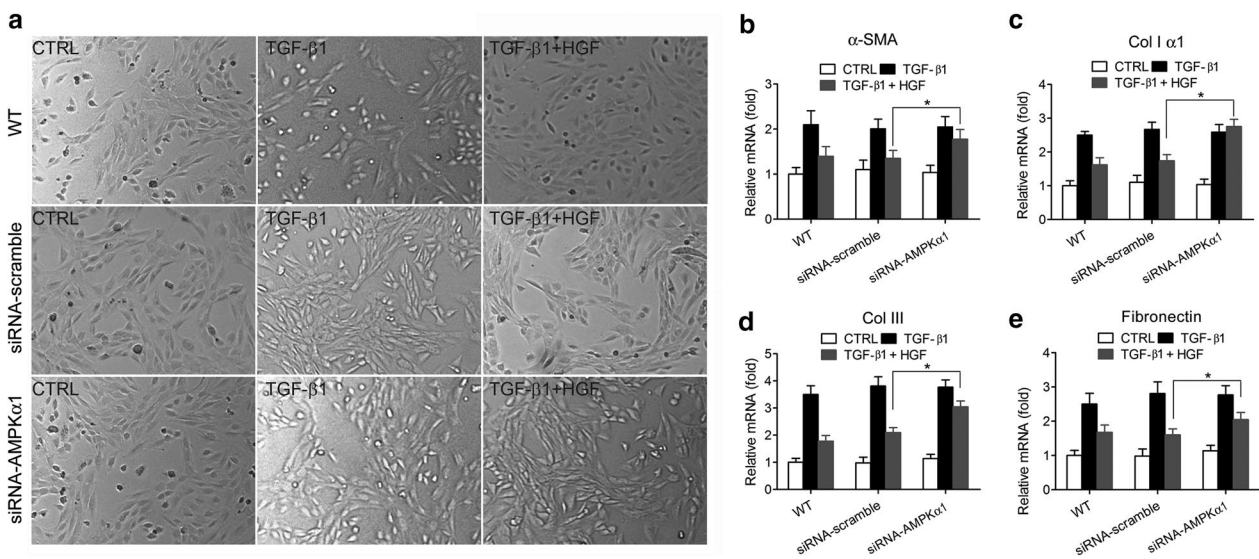 a
WT
CTRL
TGF-β1
TGF-β1+HGF
siRNA-scramble
CTRL
TGF-β1
TGF-β1+HGF
siRNA-AMPKα1
CTRL
TGF-β1
TGF-β1+HGF
b
α-SMA
CTRL TGF-β1
TGF-β1 + HGF
Relative mRNA (fold)
3
2
1
0
*
WT
siRNA-scramble
siRNA-AMPKα1
c
Col I α1
CTRL TGF-β1
TGF-β1 + HGF
Relative mRNA (fold)
4
3
2
1
0
*
WT
siRNA-scramble
siRNA-AMPKα1
d
Col III
CTRL TGF-β1
TGF-β1 + HGF
Relative mRNA (fold)
5
4
3
2
1
0
*
WT
siRNA-scramble
siRNA-AMPKα1
e
Fibronectin
CTRL TGF-β1
TGF-β1 + HGF
Relative mRNA (fold)
4
3
2
1
0
*
WT
siRNA-scramble
siRNA-AMPKα1